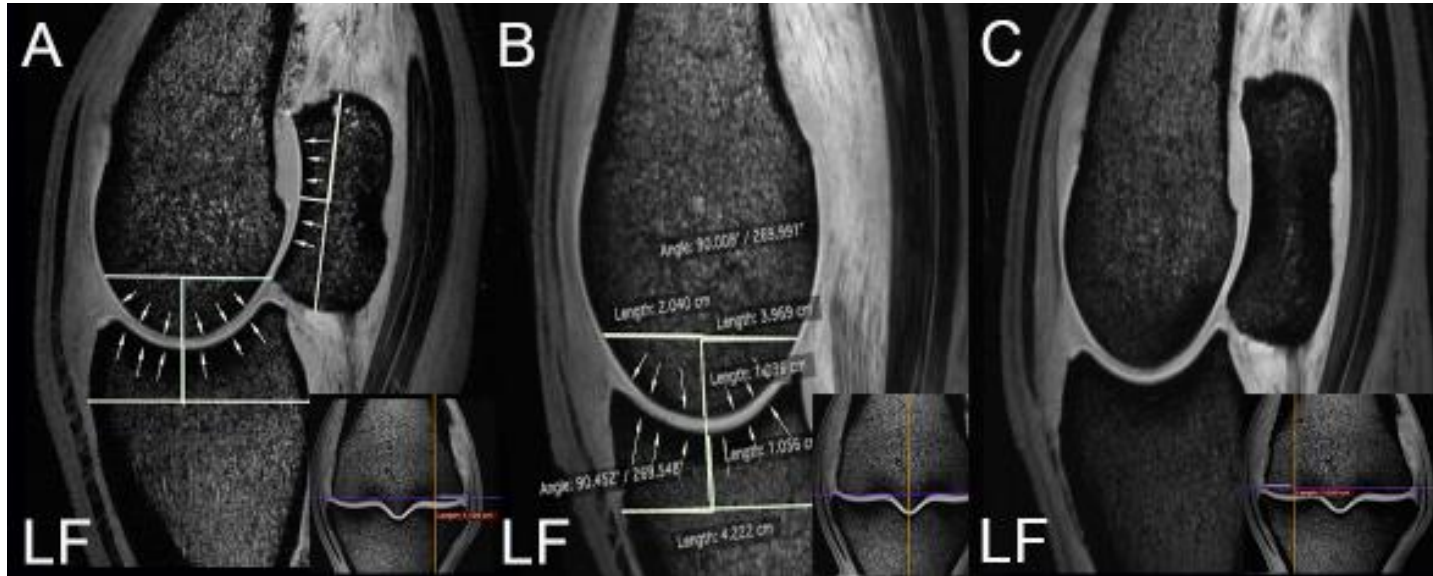 A
LF
B
Angle: 90.008° / 269.991°
Length: 2.040 cm
Length: 3.969 cm
Length: 1.056 c
Angle: 90.452° / 269.548°
Length: 4.222 cm
LF
C
LF